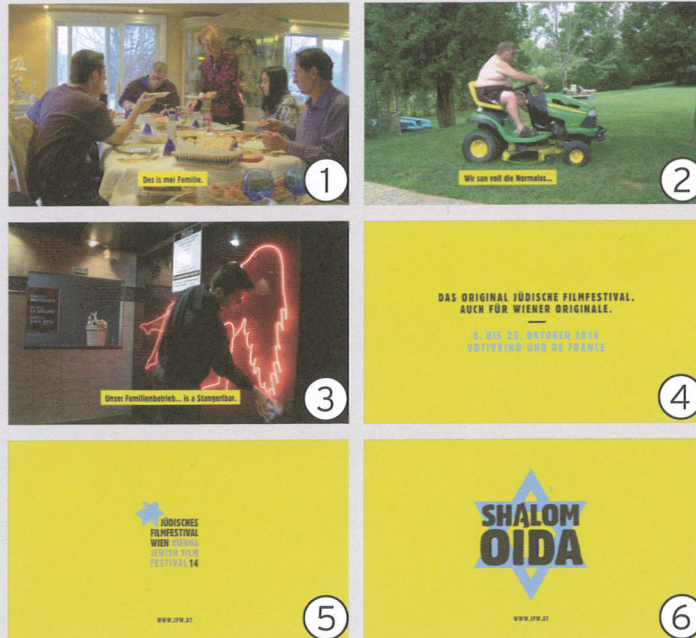 Des is mei Familie.
1
Wir san voll die Normalos...
2
Unser Familienbetrieb... is a Stangerlbar.
3
DAS ORIGINAL JÜDISCHE FILMFESTIVAL.
AUCH FÜR WIENER ORIGINALE.
BIS 23. OKTOBER 2014
VOTIVKINO UND DE FRANCE
4
JÜDISCHES
FILMFESTIVAL
WIEN VIENNA
JEWISH FILM
FESTIVAL 14
WWW.JFW.AT
5
SHALOM
OIDA
WWW.JFW.AT
6